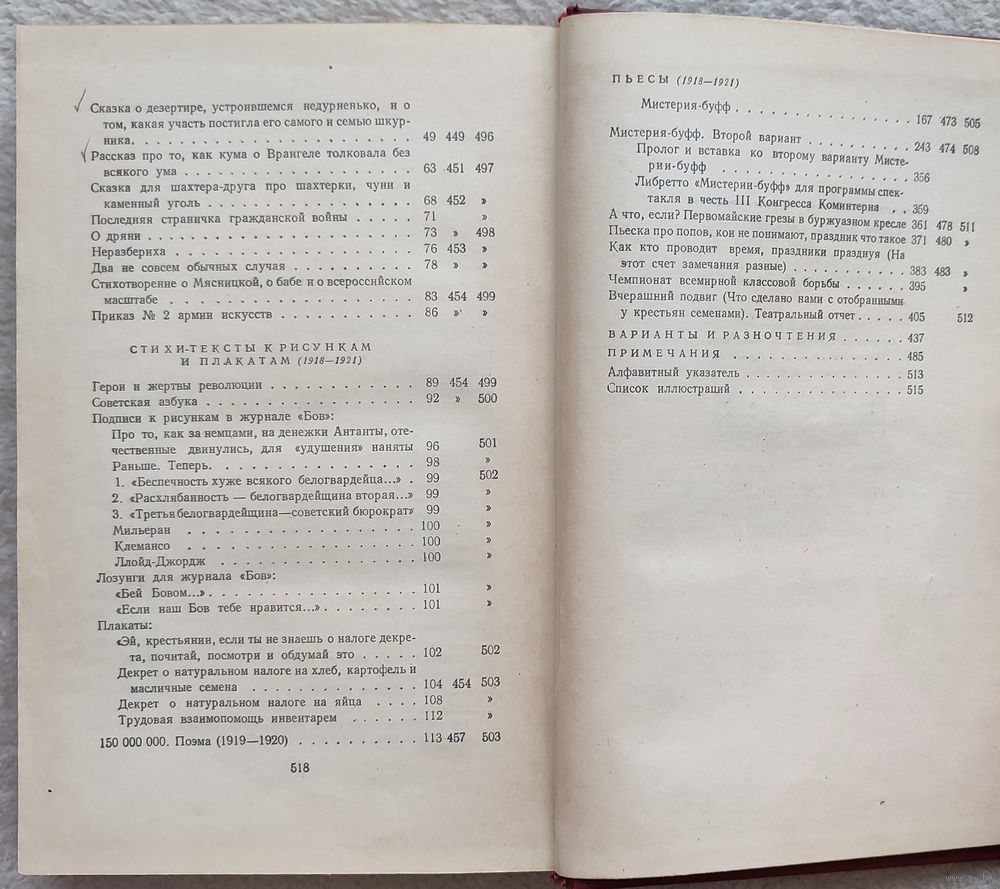 Сказка о дезертире, устроившемся недурненько, и о
том, какая участь постигла его самого и семью шкур-
ника. . . . . . . . . . . . . . . . . . . . . 49 449 496
Рассказ про то, как кума о Врангеле толковала без
всякого ума . . . . . . . . . . . . . . . . . 63 451 497
Сказка для шахтера-друга про шахтерки, чуни и
каменный уголь . . . . . . . . . . . . . . . 68 452 »
Последняя страничка гражданской войны . . . . . 71 »
О дряни . . . . . . . . . . . . . . . . . . . . 73 » 498
Неразбериха . . . . . . . . . . . . . . . . . . 76 453 »
Два не совсем обычных случая . . . . . . . . . . 78 » »
Стихотворение о Мясницкой, о бабе и о всероссийском
масштабе . . . . . . . . . . . . . . . . . . 83 454 499
Приказ № 2 армии искусств . . . . . . . . . . . 86 » »
СТИХИ-ТЕКСТЫ К РИСУНКАМ
И ПЛАКАТАМ (1918—1921)
Герои и жертвы революции . . . . . . . . . . . . 89 454 499
Советская азбука . . . . . . . . . . . . . . . . 92 » 500
Подписи к рисункам в журнале «Бов»:
Про то, как за немцами, на денежки Антанты, оте-
чественные двинулись, для «удушения» наняты 96 501
Раньше. Теперь. . . . . . . . . . . . . . . . 98 »
1. «Беспечность хуже всякого белогвардейца...» . 99 502
2. «Расхлябанность — белогвардейщина вторая...» 99 »
3. «Третья белогвардейщина—советский бюрократ» 99 »
Мильеран . . . . . . . . . . . . . . . . . . 100 »
Клемансо . . . . . . . . . . . . . . . . . . 100 »
Ллойд-Джордж . . . . . . . . . . . . . . . . 100 »
Лозунги для журнала «Бов»:
«Бей Бовом...» . . . . . . . . . . . . . . . . 101 »
«Если наш Бов тебе нравится...» . . . . . . . . 101 »
Плакаты:
«Эй, крестьянин, если ты не знаешь о налоге декре-
та, почитай, посмотри и обдумай это . . . . . 102 502
Декрет о натуральном налоге на хлеб, картофель и
масличные семена . . . . . . . . . . . . . . 104 454 503
Декрет о натуральном налоге на яйца . . . . 108 »
Трудовая взаимопомощь инвентарем . . . . . . 112 »
150 000 000. Поэма (1919—1920) . . . . . . . . . . 113 457 503
518
ПЬЕСЫ (1918—1921)
Мистерия-буфф . . . . . . . . . . . . . . . 167 473 505
Мистерия-буфф. Второй вариант . . . . . . . . . . 243 474 508
Пролог и вставка ко второму варианту Мисте-
рии-буфф . . . . . . . . . . . . . . . . . . 356
Либретто «Мистерии-буфф» для программы спек-
такля в честь III Конгресса Коминтерна . . 359
А что, если? Первомайские грезы в буржуазном кресле 361 478 511
Пьеска про попов, кои не понимают, праздник что такое 371 480 »
Как кто проводит время, праздники празднуя (На
этот счет замечания разные) . . . . . . . . . . . 383 483 »
Чемпионат всемирной классовой борьбы . . . . . . 395 »
Вчерашний подвиг (Что сделано нами с отобранными
у крестьян семенами). Театральный отчет . . . . . 405 512
ВАРИАНТЫ И РАЗНОЧТЕНИЯ . . . . . . 437
ПРИМЕЧАНИЯ . . . . . . . . . . . . . . . . . 485
Алфавитный указатель . . . . . . . . . . . . . . . . 513
Список иллюстраций . . . . . . . . . . . . . . . . 515